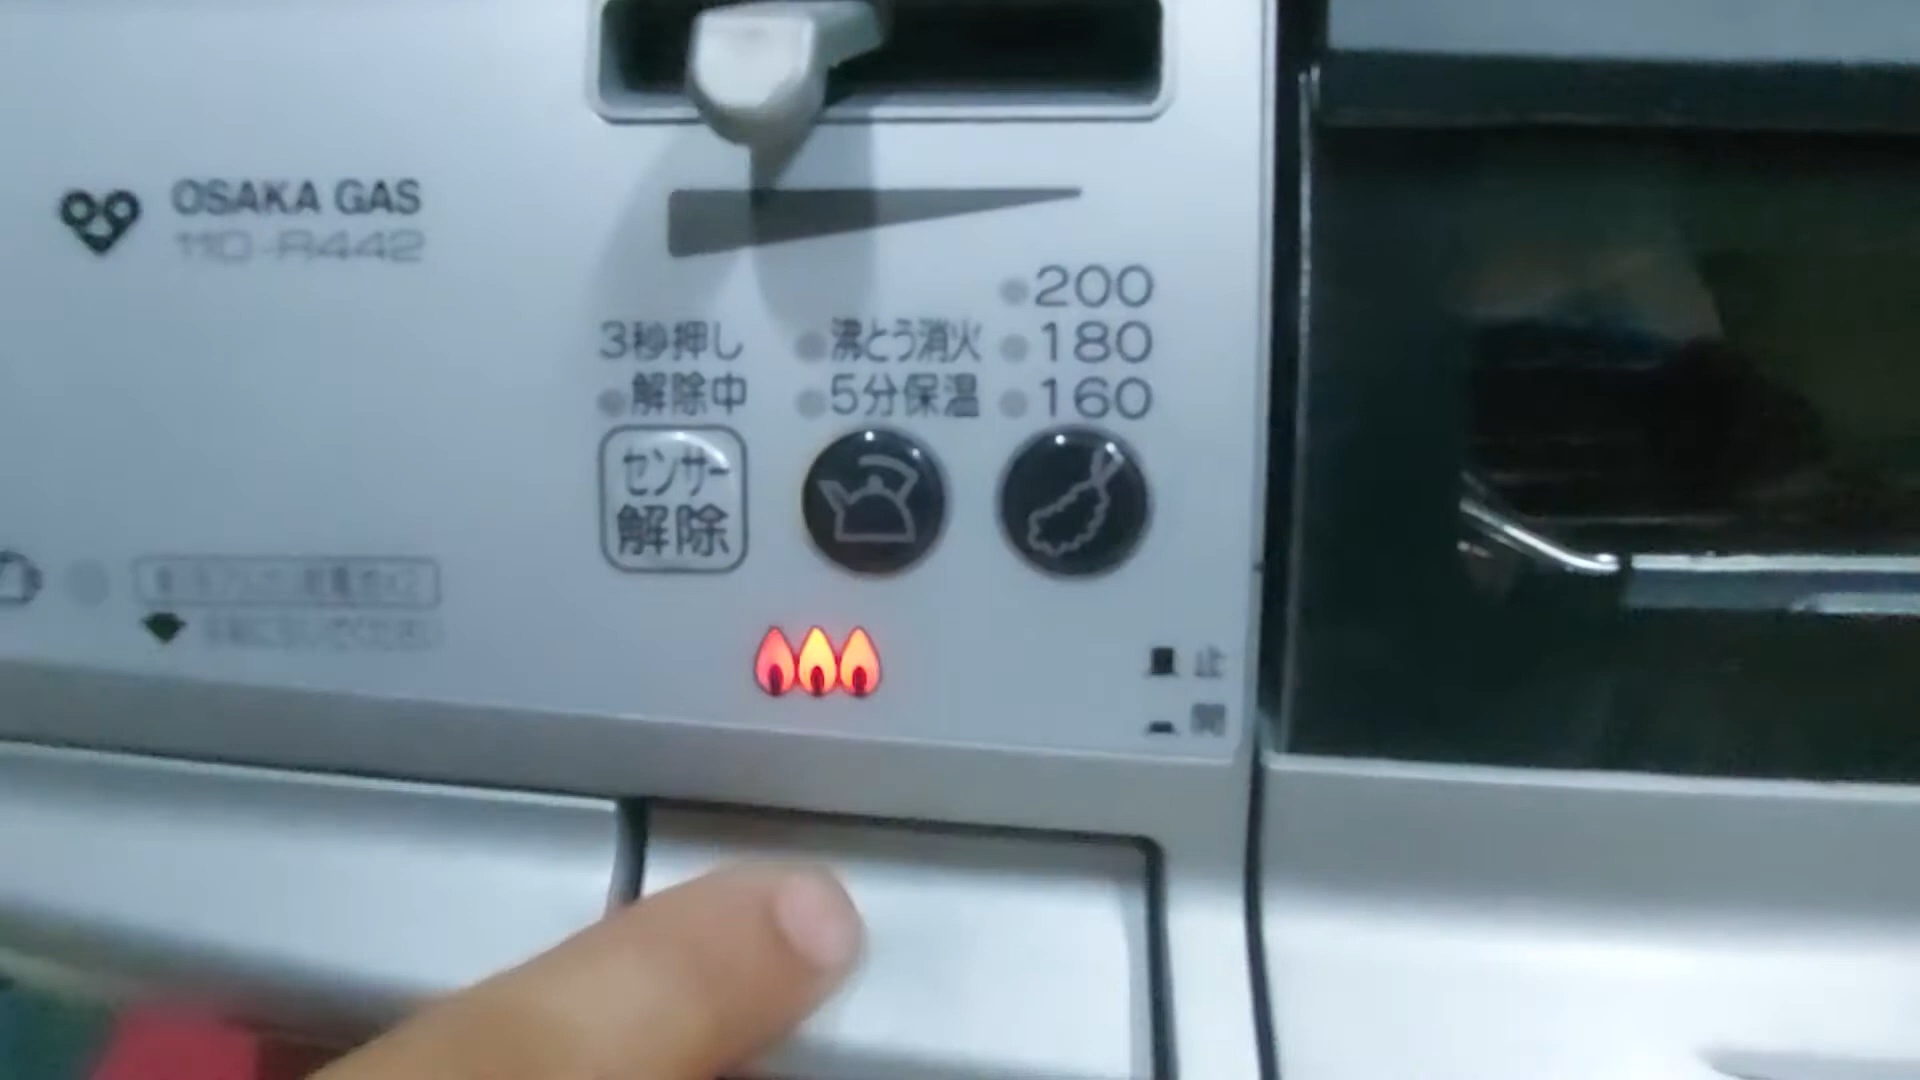 OSAKA GAS
110-R442
200
3秒押し
沸とう消火
180
解除中
5分保温
160
センサー
解除
止
開